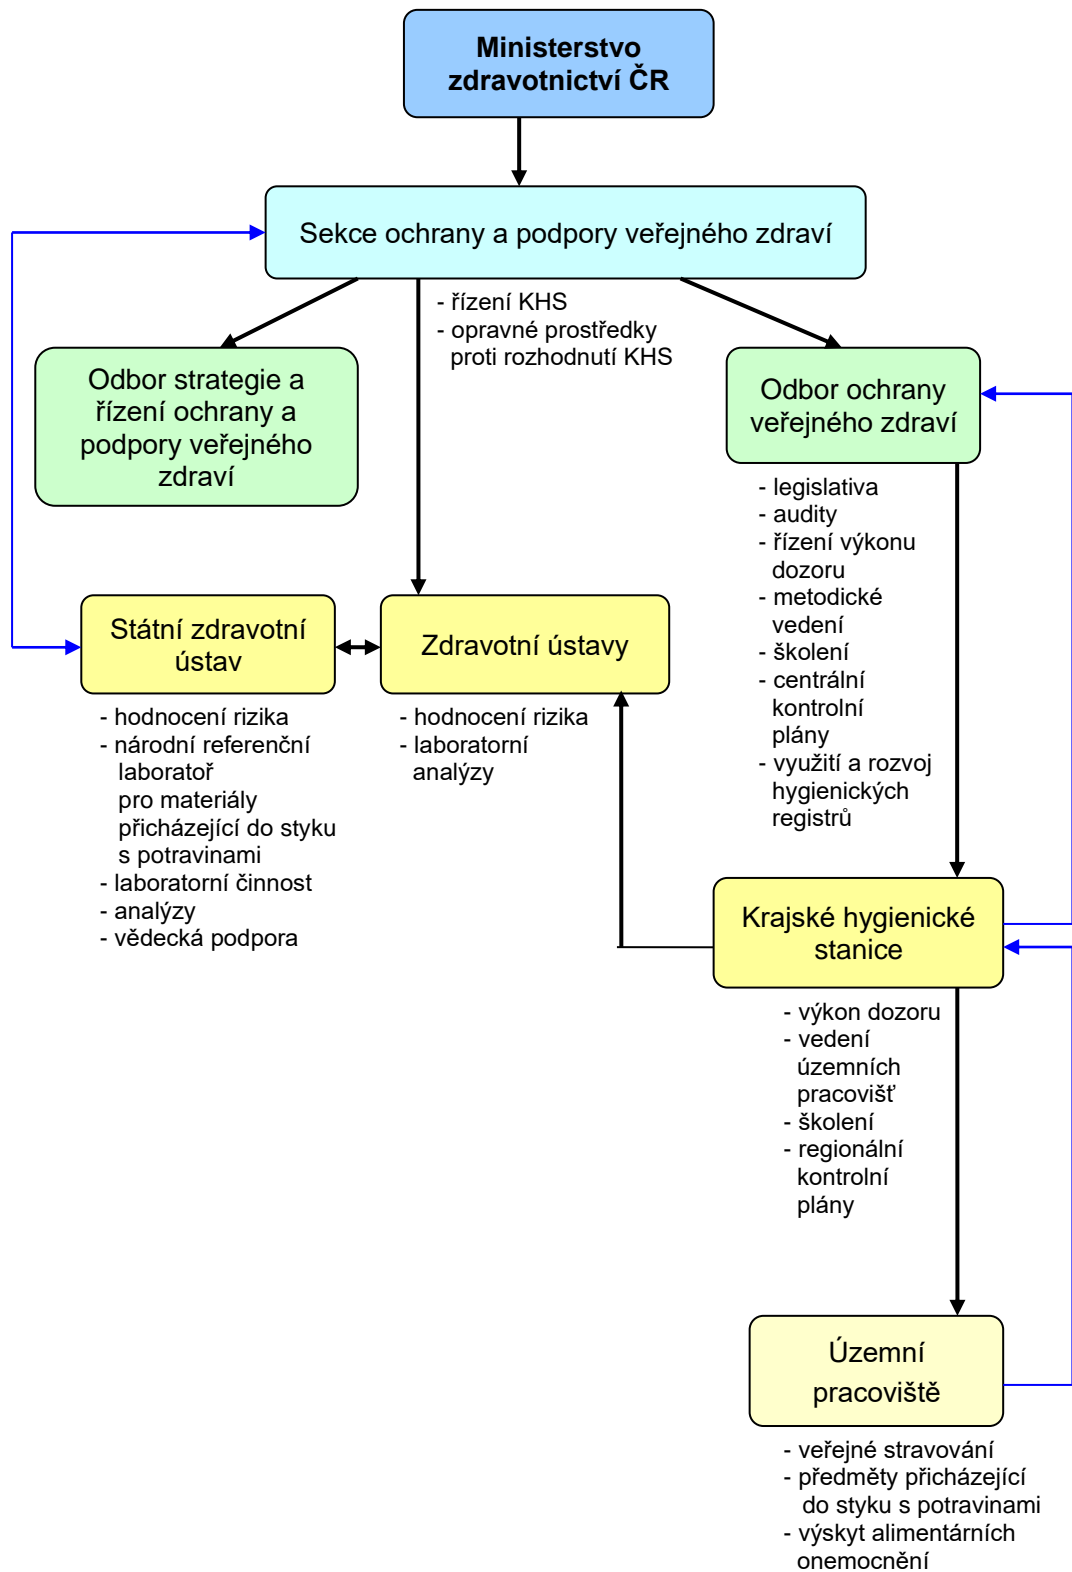 Ministerstvo
zdravotnictví ČR
Sekce ochrany a podpory veřejného zdraví
- řízení KHS
- opravné prostředky
proti rozhodnutí KHS
Odbor strategie a
řízení ochrany a
podpory veřejného
zdraví
Odbor ochrany
veřejného zdraví
- legislativa
- audity
- řízení výkonu
dozoru
- metodické
vedení
- školení
- centrální
kontrolní
plány
- využití a rozvoj
hygienických
registrů
Státní zdravotní
ústav
Zdravotní ústavy
- hodnocení rizika
- národní referenční
laboratoř
pro materiály
přicházející do styku
s potravinami
- laboratorní činnost
- analýzy
- vědecká podpora
- hodnocení rizika
- laboratorní
analýzy
Krajské hygienické
stanice
- výkon dozoru
- vedení
územních
pracovišť
- školení
- regionální
kontrolní
plány
Územní
pracoviště
- veřejné stravování
- předměty přicházející
do styku s potravinami
- výskyt alimentárních
onemocnění